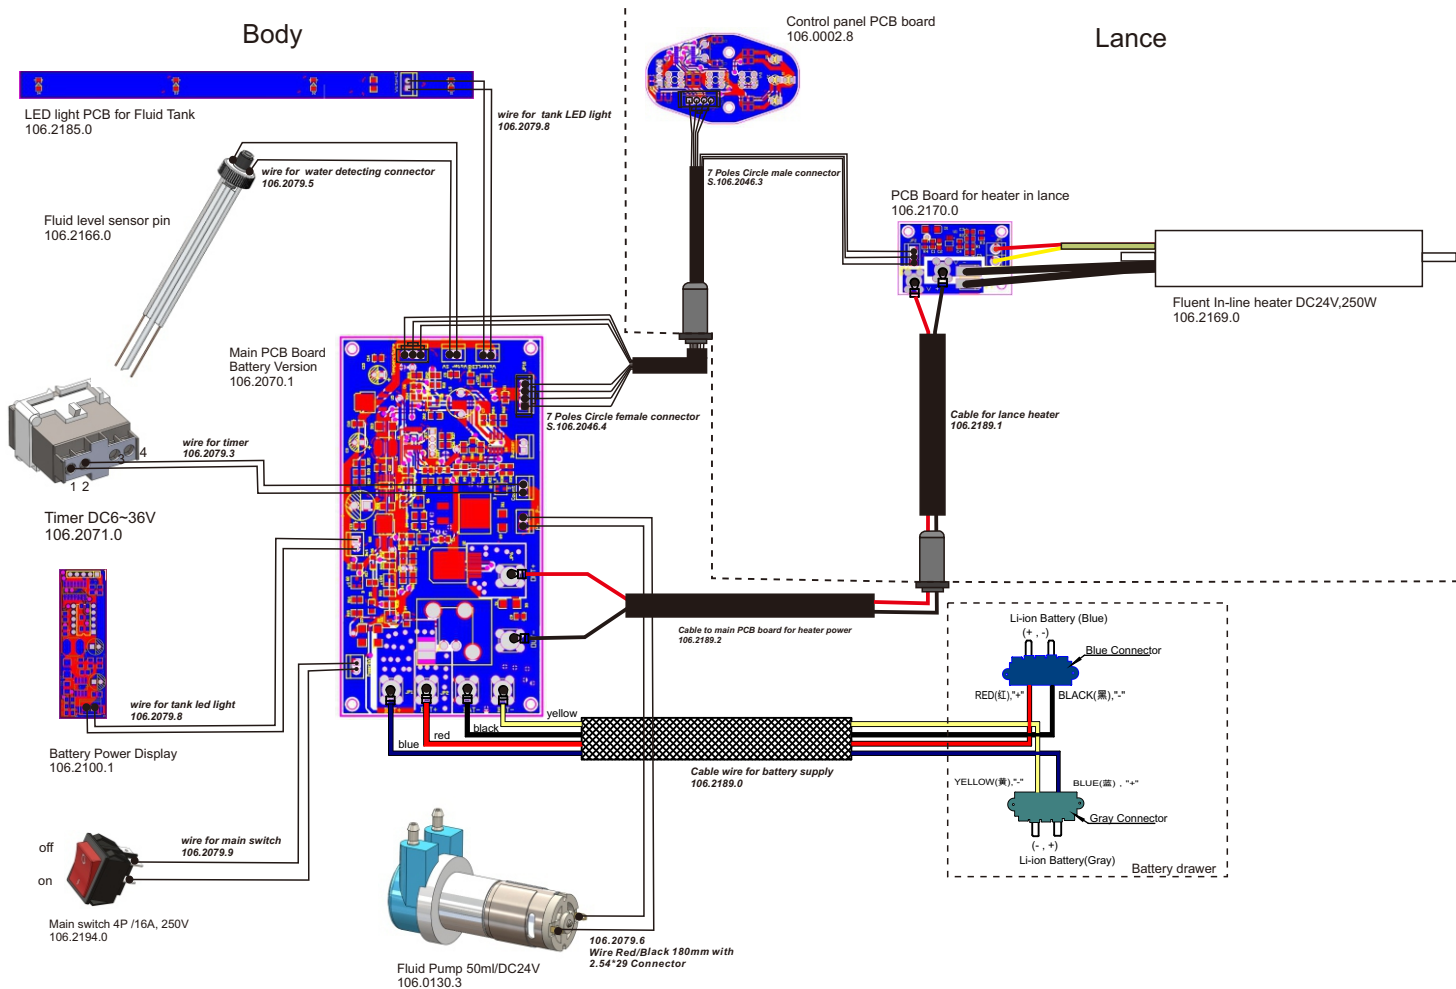 Body
Lance
Control panel PCB board
106.0002.8
LED light PCB for Fluid Tank
106.2185.0
wire for tank LED light
106.2079.8
wire for water detecting connector
106.2079.5
7 Poles Circle male connector
S.106.2046.3
PCB Board for heater in lance
106.2170.0
Fluid level sensor pin
106.2166.0
Fluent In-line heater DC24V,250W
106.2169.0
Main PCB Board
Battery Version
106.2070.1
7 Poles Circle female connector
S.106.2046.4
Cable for lance heater
106.2189.1
wire for timer
106.2079.3
1 2
3
4
Timer DC6~36V
106.2071.0
Cable to main PCB board for heater power
106.2189.2
Li-ion Battery (Blue)
(+ , -)
Blue Connector
RED(红),"+"
BLACK(黑),"-"
wire for tank led light
106.2079.8
Battery Power Display
106.2100.1
yellow
black
red
blue
Cable wire for battery supply
106.2189.0
YELLOW(黄),"-"
BLUE(蓝) , "+"
Gray Connector
(- , +)
Li-ion Battery(Gray)
Battery drawer
wire for main switch
106.2079.9
off
on
Main switch 4P /16A, 250V
106.2194.0
106.2079.6
Wire Red/Black 180mm with
2.54*29 Connector
Fluid Pump 50ml/DC24V
106.0130.3